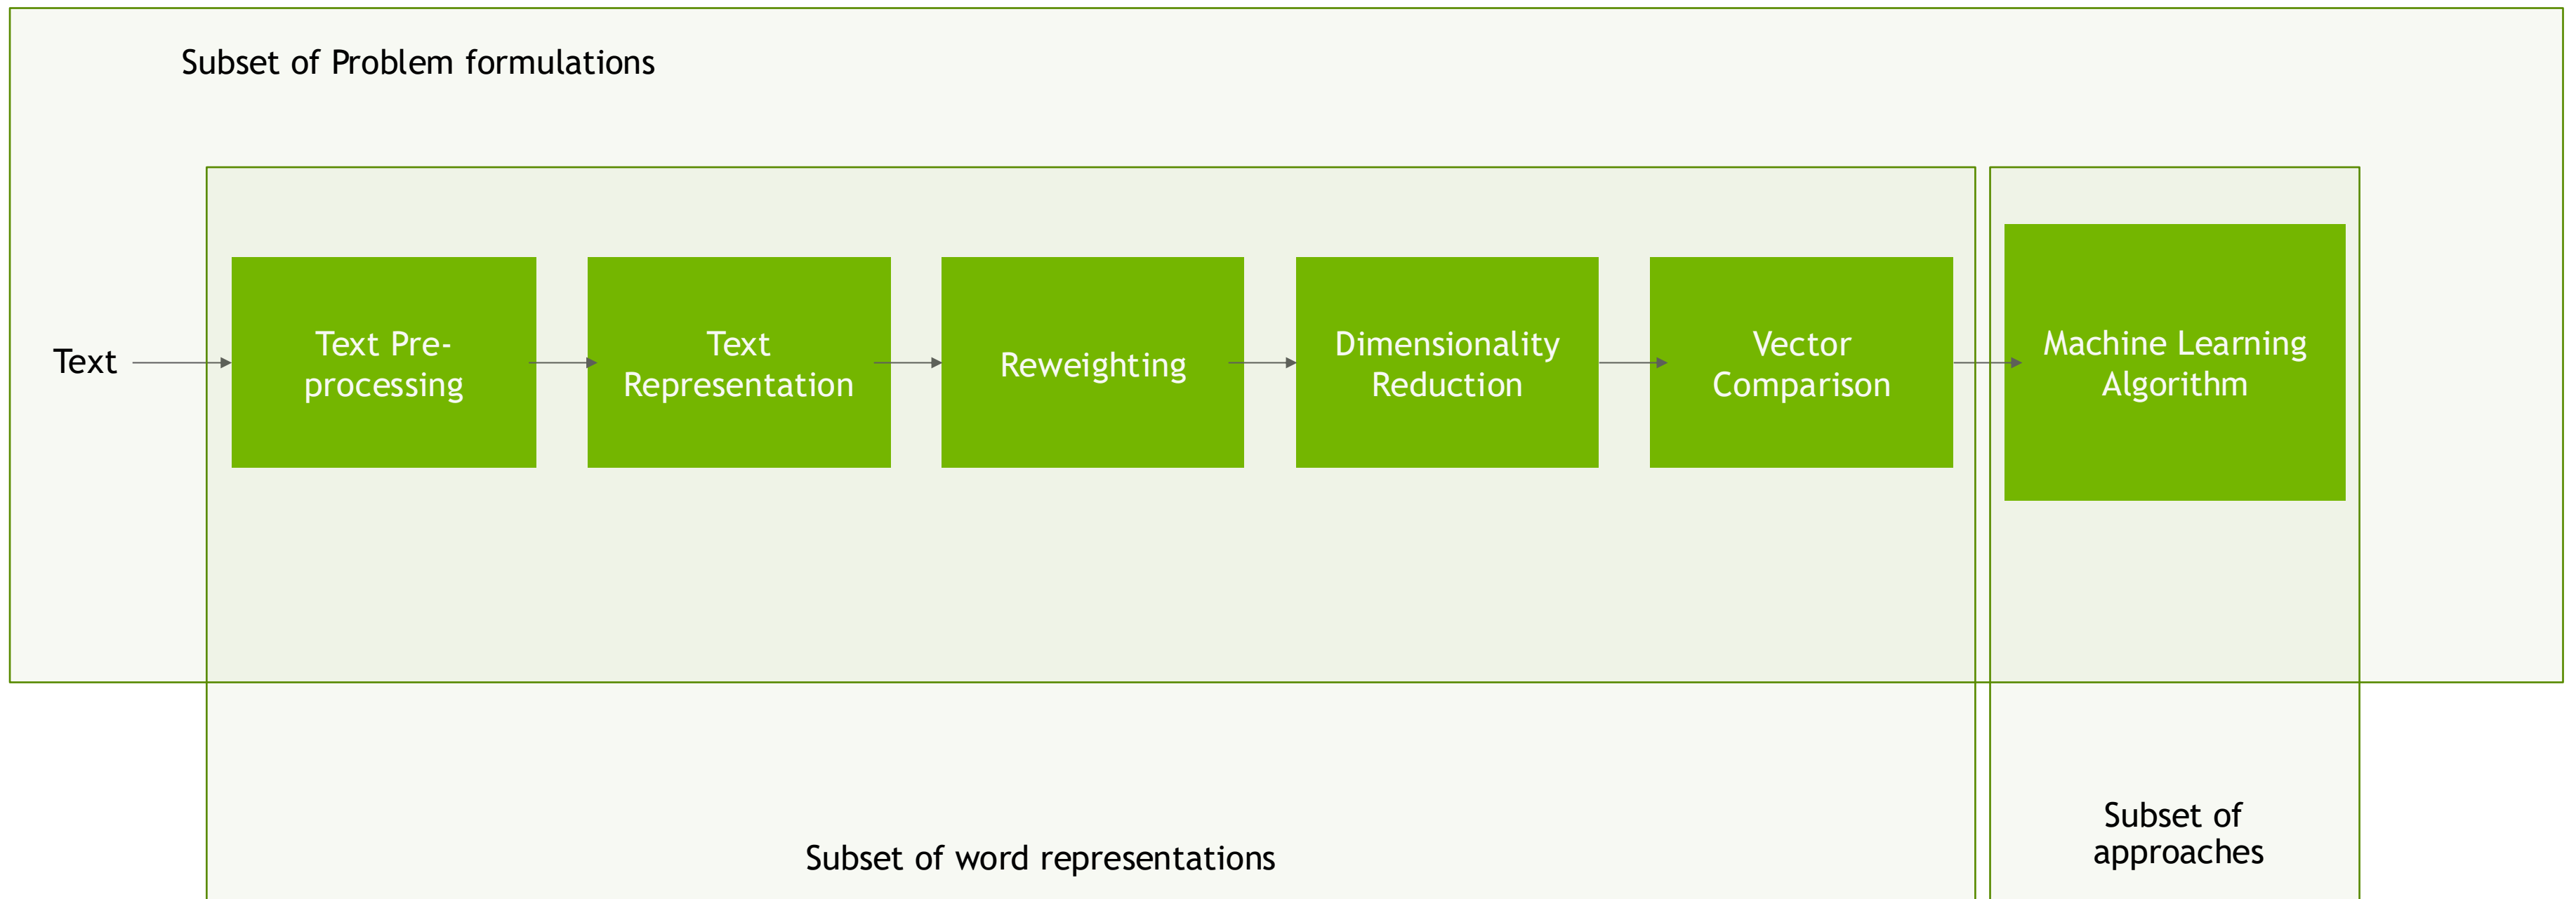 Subset of Problem formulations
Text
Text Pre-
processing
Text
Representation
Reweighting
Dimensionality
Reduction
Vector
Comparison
Machine Learning
Algorithm
Subset of word representations
Subset of
approaches